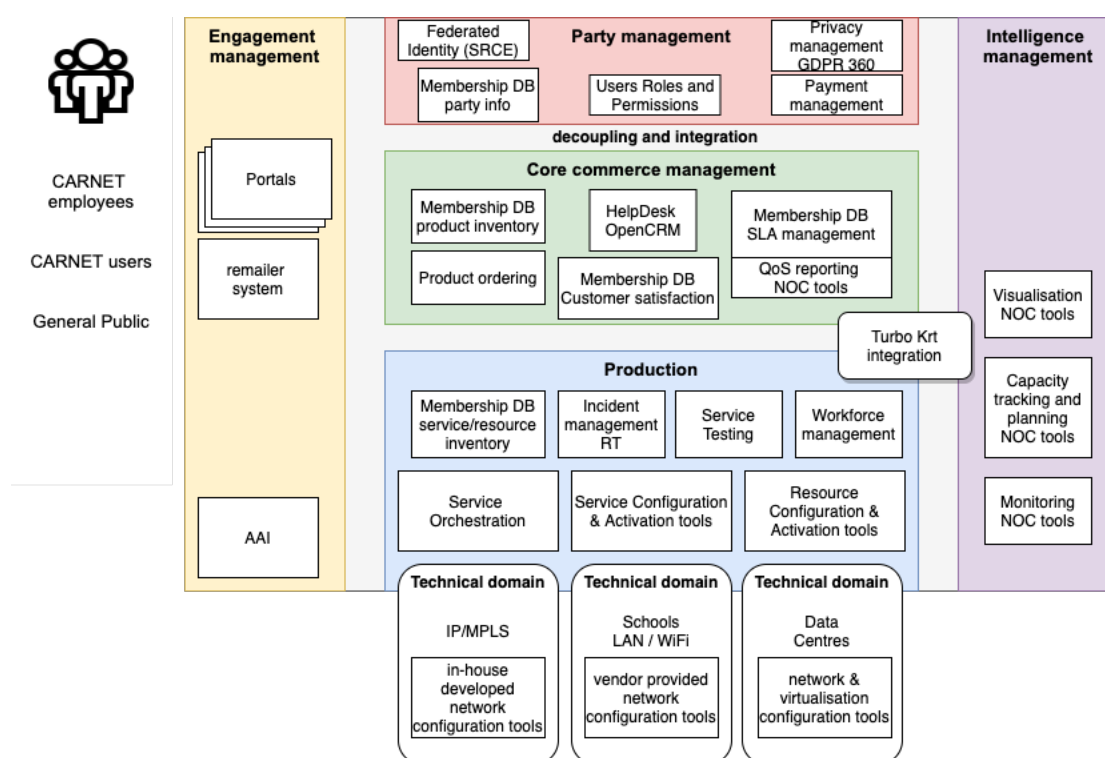 CARNET
employees
CARNET users
General Public
Engagement
management
Portals
remailer
system
AAI
Party management
Federated
Identity (SRCE)
Membership DB
party info
Users Roles and
Permissions
Privacy
management
GDPR 360
Payment
management
decoupling and integration
Core commerce management
Membership DB
product inventory
HelpDesk
OpenCRM
Membership DB
SLA management
Product ordering
Membership DB
Customer satisfaction
QoS reporting
NOC tools
Turbo Krt
integration
Production
Membership DB
service/resource
inventory
Incident
management
RT
Service
Testing
Workforce
management
Service
Orchestration
Service Configuration
& Activation tools
Resource
Configuration &
Activation tools
Technical domain
IP/MPLS
in-house
developed
network
configuration tools
Technical domain
Schools
LAN / WiFi
vendor provided
network
configuration tools
Technical domain
Data
Centres
network &
virtualisation
configuration tools
Intelligence
management
Visualisation
NOC tools
Capacity
tracking and
planning
NOC tools
Monitoring
NOC tools